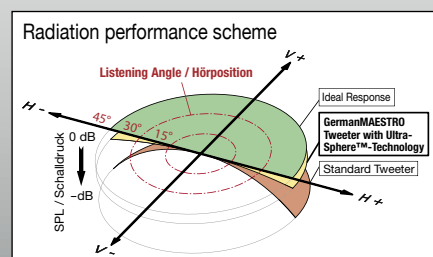 Radiation performance scheme
V+
Listening Angle / Hörposition
H-
45°
30°
15°
Ideal Response
GermanMAESTRO
Tweeter with Ultra-
Sphere™-Technology
Standard Tweeter
SPL / Schalldruck
0 dB
–dB
H+
V-